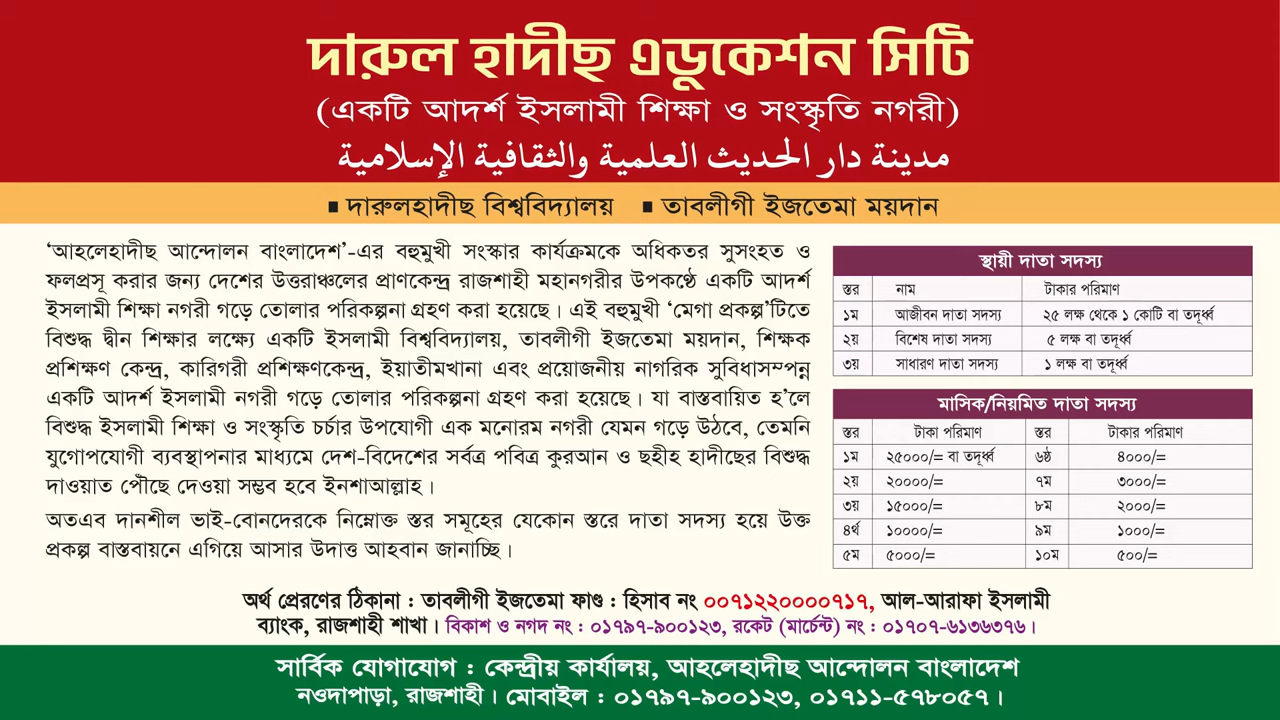 দারুল হাদীছ এডুকেশন সিটি
(একটি আদর্শ ইসলামী শিক্ষা ও সংস্কৃতি নগরী)
مدينة دار الحديث العلمية والثقافية الإسلامية
■ দারুলহাদীছ বিশ্ববিদ্যালয় ■ তাবলীগী ইজতেমা ময়দান
‘আহলেহাদীছ আন্দোলন বাংলাদেশ’-এর বহুমুখী সংস্কার কার্যক্রমকে অধিকতর সুসংহত ও
ফলপ্রসূ করার জন্য দেশের উত্তরাঞ্চলের প্রাণকেন্দ্র রাজশাহী মহানগরীর উপকণ্ঠে একটি আদর্শ
ইসলামী শিক্ষা নগরী গড়ে তোলার পরিকল্পনা গ্রহণ করা হয়েছে। এই বহুমুখী ‘মেগা প্রকল্প’টিতে
বিশুদ্ধ দ্বীন শিক্ষার লক্ষ্যে একটি ইসলামী বিশ্ববিদ্যালয়, তাবলীগী ইজতেমা ময়দান, শিক্ষক
প্রশিক্ষণ কেন্দ্র, কারিগরী প্রশিক্ষণকেন্দ্র, ইয়াতীমখানা এবং প্রয়োজনীয় নাগরিক সুবিধাসম্পন্ন
একটি আদর্শ ইসলামী নগরী গড়ে তোলার পরিকল্পনা গ্রহণ করা হয়েছে। যা বাস্তবায়িত হ’লে
বিশুদ্ধ ইসলামী শিক্ষা ও সংস্কৃতি চর্চার উপযোগী এক মনোরম নগরী যেমন গড়ে উঠবে, তেমনি
যুগোপযোগী ব্যবস্থাপনার মাধ্যমে দেশ-বিদেশের সর্বত্র পবিত্র কুরআন ও ছহীহ হাদীছের বিশুদ্ধ
দাওয়াত পৌঁছে দেওয়া সম্ভব হবে ইনশাআল্লাহ।
অতএব দানশীল ভাই-বোনদেরকে নিম্নোক্ত স্তর সমূহের যেকোন স্তরে দাতা সদস্য হয়ে উক্ত
প্রকল্প বাস্তবায়নে এগিয়ে আসার উদাত্ত আহবান জানাচ্ছি।
স্থায়ী দাতা সদস্য
স্তর নাম টাকার পরিমাণ
১ম আজীবন দাতা সদস্য ২৫ লক্ষ থেকে ১ কোটি বা তদূর্ধ্ব
২য় বিশেষ দাতা সদস্য ৫ লক্ষ বা তদূর্ধ্ব
৩য় সাধারণ দাতা সদস্য ১ লক্ষ বা তদূর্ধ্ব
মাসিক/নিয়মিত দাতা সদস্য
স্তর টাকা পরিমাণ স্তর টাকার পরিমাণ
১ম ২৫০০০/= বা তদূর্ধ্ব ৬ষ্ঠ ৪০০০/=
২য় ২০০০০/= ৭ম ৩০০০/=
৩য় ১৫০০০/= ৮ম ২০০০/=
৪র্থ ১০০০০/= ৯ম ১০০০/=
৫ম ৫০০০/= ১০ম ৫০০/=
অর্থ প্রেরণের ঠিকানা : তাবলীগী ইজতেমা ফাণ্ড : হিসাব নং ০০৭১২২০০০০৭১৭, আল-আরাফা ইসলামী
ব্যাংক, রাজশাহী শাখা। বিকাশ ও নগদ নং : ০১৭৯৭-৯০০১২৩, রকেট (মার্চেন্ট) নং : ০১৭০৭-৬১৩৬৩৭৬।
সার্বিক যোগাযোগ : কেন্দ্রীয় কার্যালয়, আহলেহাদীছ আন্দোলন বাংলাদেশ
নওদাপাড়া, রাজশাহী। মোবাইল : ০১৭৯৭-৯০০১২৩, ০১৭১১-৫৭৮০৫৭।